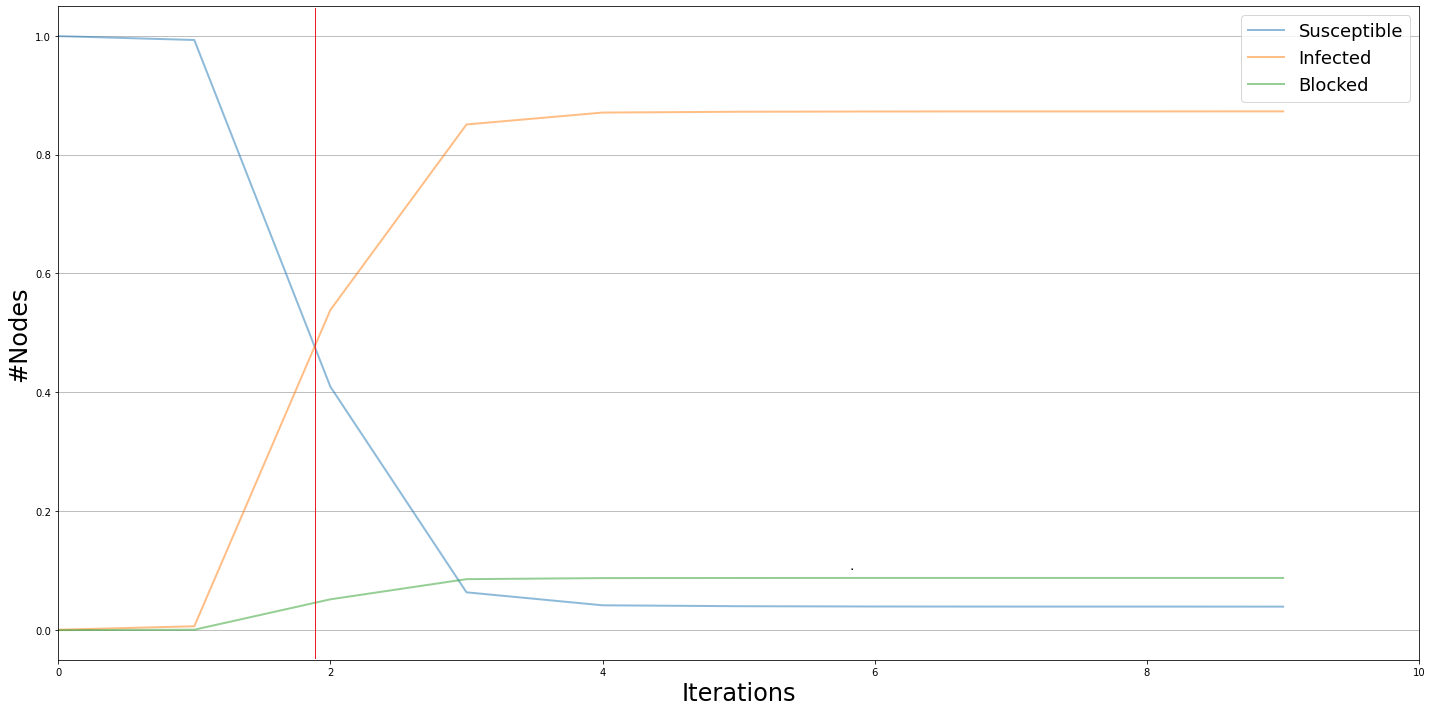 1.0
0.8
0.6
0.4
0.2
0.0
#Nodes
Susceptible
Infected
Blocked
0 2 4 6 8 10
Iterations